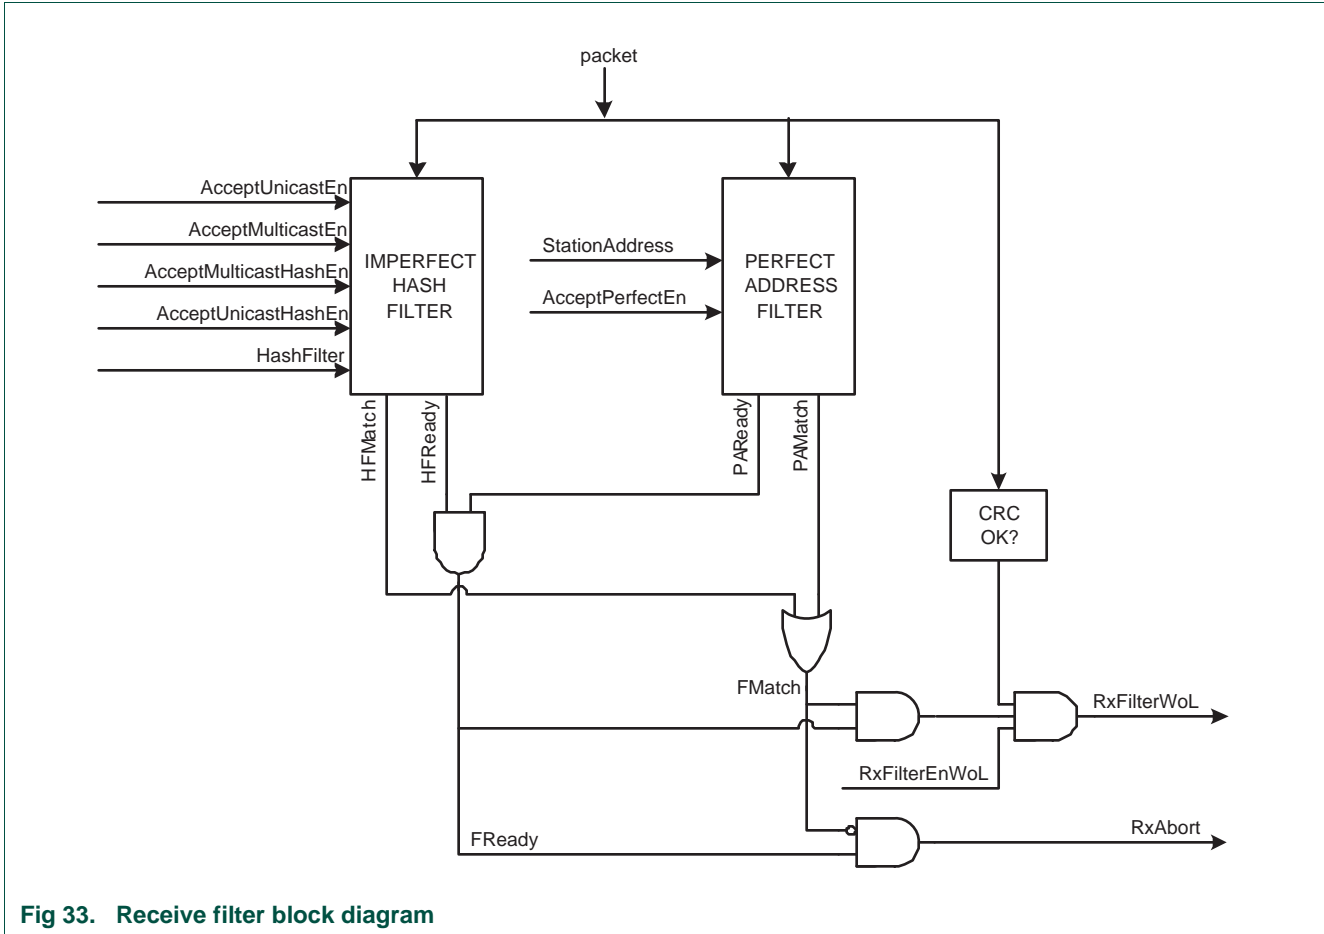 packet
AcceptUnicastEn
AcceptMulticastEn
AcceptMulticastHashEn
AcceptUnicastHashEn
HashFilter
IMPERFECT
HASH
FILTER
StationAddress
AcceptPerfectEn
PERFECT
ADDRESS
FILTER
HFMatch
HFReady
PAReady
PAMatch
CRC
OK?
FMatch
RxFilterWoL
RxFilterEnWoL
RxAbort
FReady
Fig 33. Receive filter block diagram